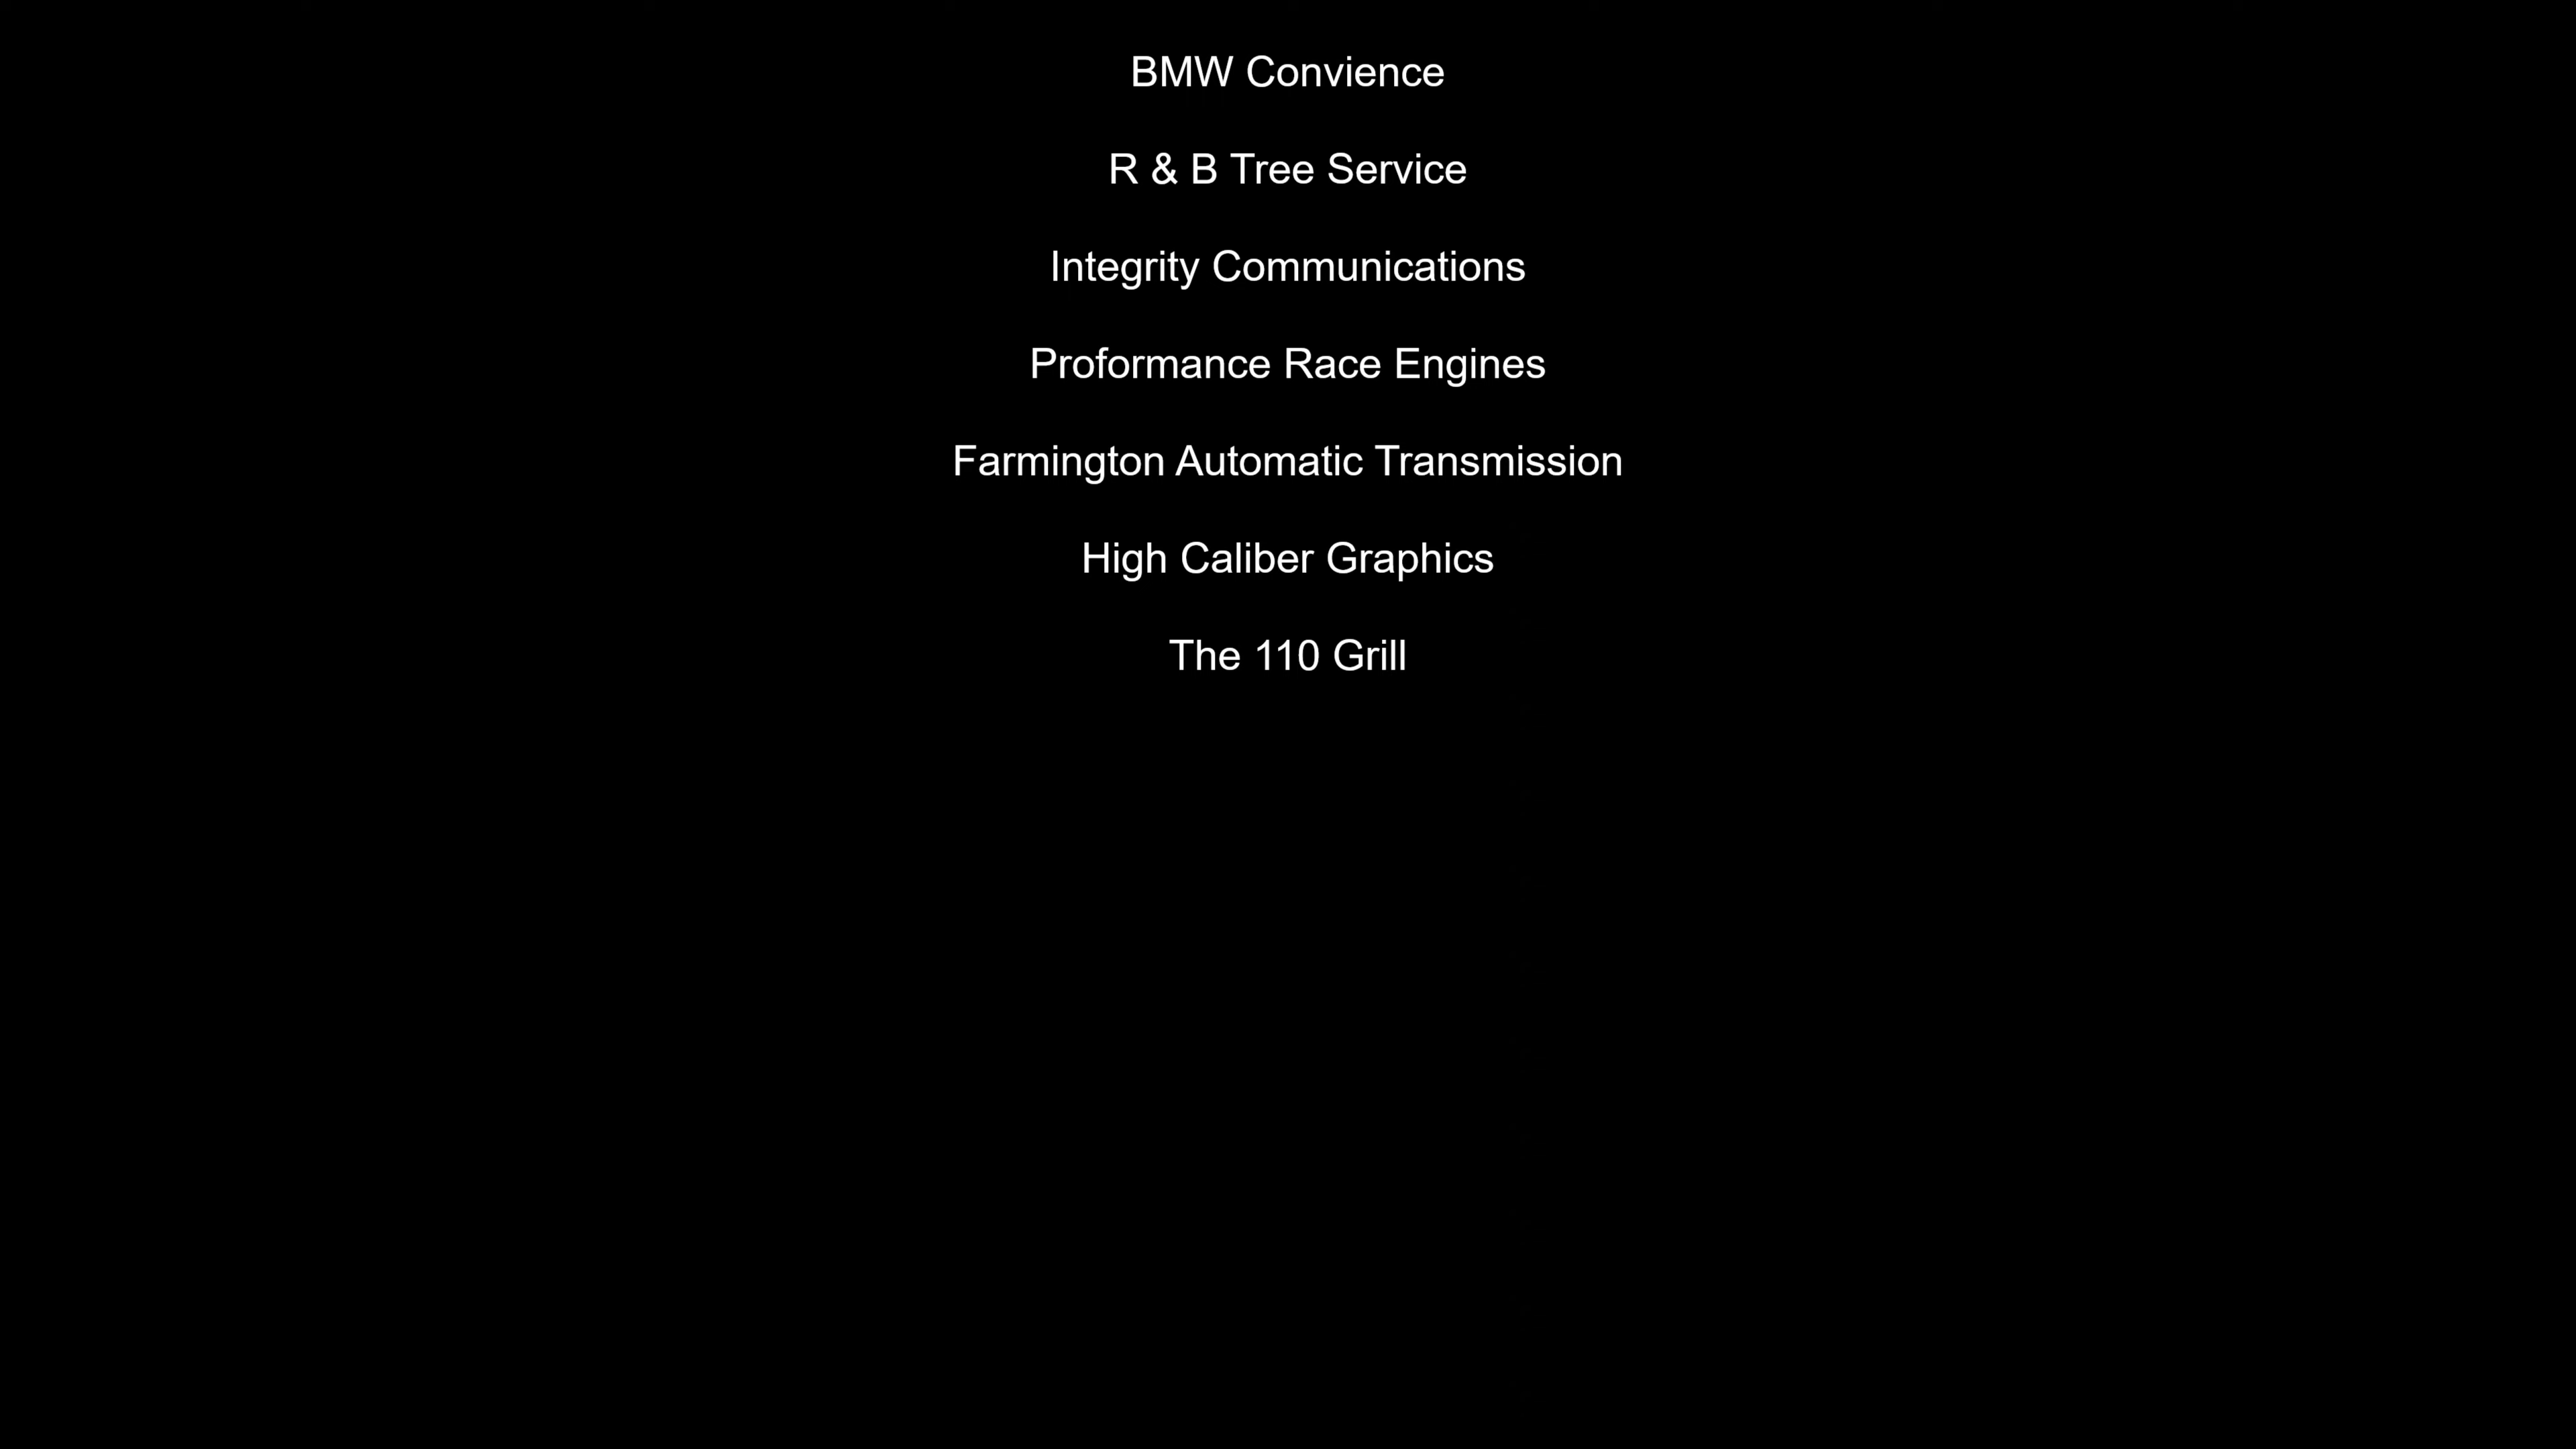 BMW Convience
R & B Tree Service
Integrity Communications
Proformance Race Engines
Farmington Automatic Transmission
High Caliber Graphics
The 110 Grill